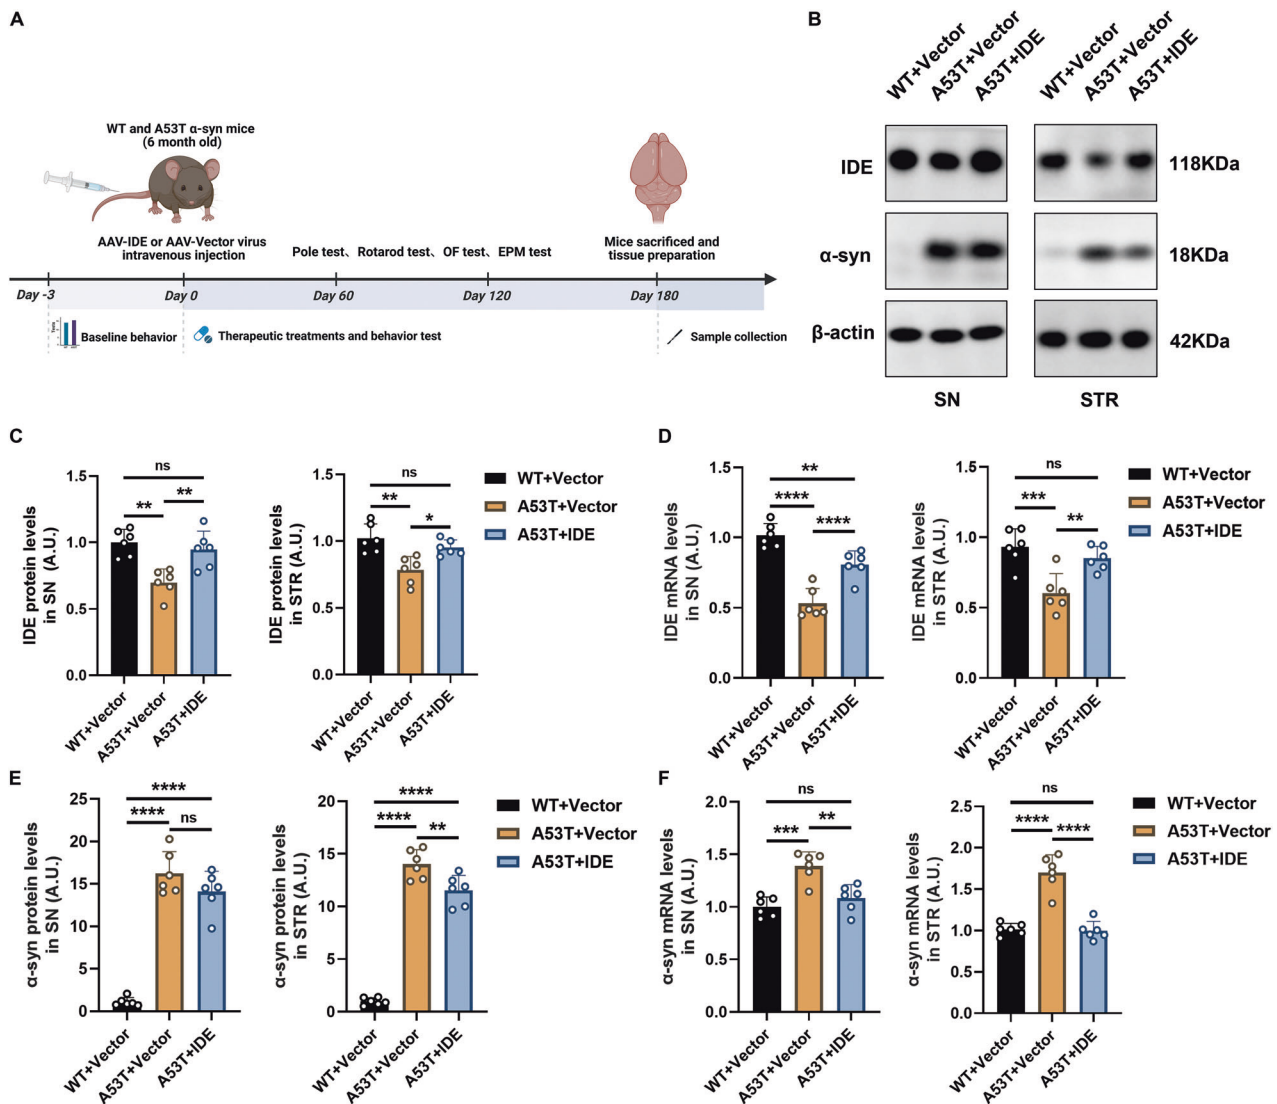 A
WT and A53T α-syn mice
(6 month old)
AAV-IDE or AAV-Vector virus
intravenous injection
Pole test、Rotarod test、OF test、EPM test
Mice sacrificed and
tissue preparation
Day -3
Day 0
Day 60
Day 120
Day 180
Baseline behavior
Therapeutic treatments and behavior test
Sample collection
B
WT+Vector
A53T+Vector
A53T+IDE
WT+Vector
A53T+Vector
A53T+IDE
IDE
118KDa
α-syn
18KDa
β-actin
42KDa
SN
STR
C
IDE protein levels
in SN (A.U.)
1.5
1.0
0.5
0.0
ns
**
**
WT+Vector
A53T+Vector
A53T+IDE
IDE protein levels
in STR (A.U.)
1.5
1.0
0.5
0.0
ns
**
*
WT+Vector
A53T+Vector
A53T+IDE
WT+Vector
A53T+Vector
A53T+IDE
D
IDE mRNA levels
in SN (A.U.)
1.5
1.0
0.5
0.0
**
****
****
WT+Vector
A53T+Vector
A53T+IDE
IDE mRNA levels
in STR (A.U.)
1.5
1.0
0.5
0.0
ns
***
**
WT+Vector
A53T+Vector
A53T+IDE
WT+Vector
A53T+Vector
A53T+IDE
E
α-syn protein levels
in SN (A.U.)
25
20
15
10
5
0
****
****
ns
WT+Vector
A53T+Vector
A53T+IDE
α-syn protein levels
in STR (A.U.)
20
15
10
5
0
****
****
**
WT+Vector
A53T+Vector
A53T+IDE
WT+Vector
A53T+Vector
A53T+IDE
F
α-syn mRNA levels
in SN (A.U.)
2.0
1.5
1.0
0.5
0.0
ns
***
**
WT+Vector
A53T+Vector
A53T+IDE
α-syn mRNA levels
in STR (A.U.)
2.5
2.0
1.5
1.0
0.5
0.0
ns
****
****
WT+Vector
A53T+Vector
A53T+IDE
WT+Vector
A53T+Vector
A53T+IDE